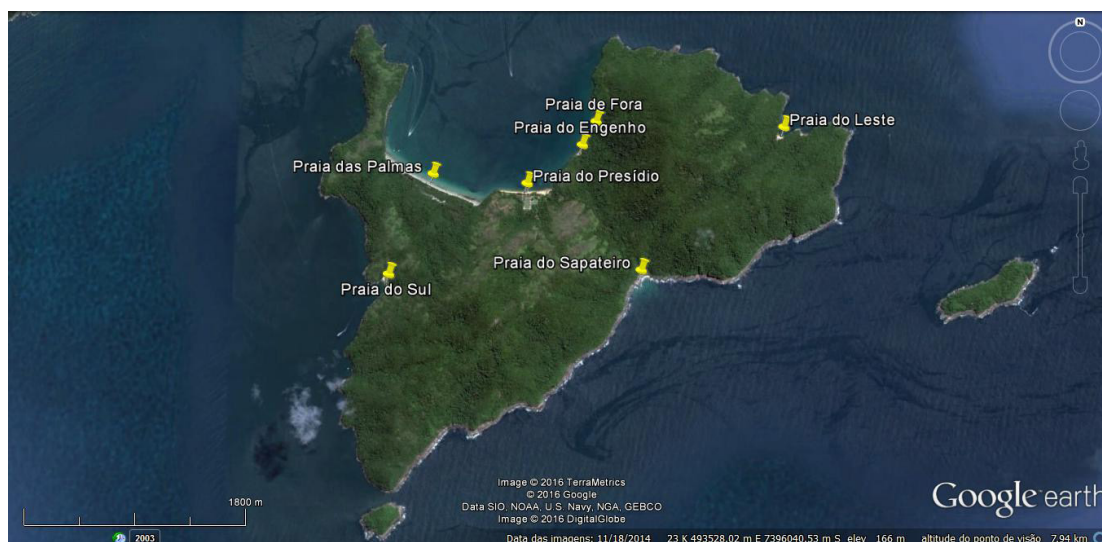 N
Praia de Fora
Praia do Leste
Praia do Engenho
Praia das Palmas
Praia do Presídio
Praia do Sapateiro
Praia do Sul
1800 m
Image © 2016 TerraMetrics
© 2016 Google
Data SIO, NOAA, U.S. Navy, NGA, GEBCO
Image © 2016 DigitalGlobe
Google earth
2003
Data das imagens: 11/18/2014 23 K 493528.02 m E 7396040.53 m S elev 166 m altitude do ponto de visão 7.94 km